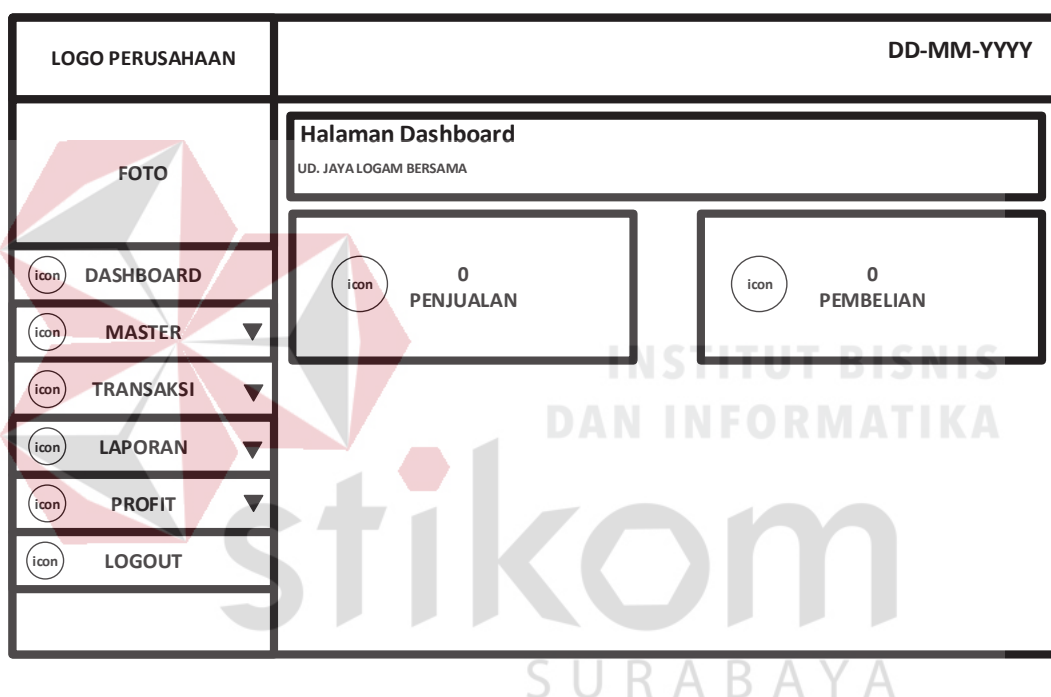 LOGO PERUSAHAAN
DD-MM-YYYY
FOTO
Halaman Dashboard
UD. JAYA LOGAM BERSAMA
icon DASHBOARD
icon MASTER
icon TRANSAKSI
icon LAPORAN
icon PROFIT
icon LOGOUT
icon
0
PENJUALAN
icon
0
PEMBELIAN
INSTITUT BISNIS
DAN INFORMATIKA
stikom
SURABAYA